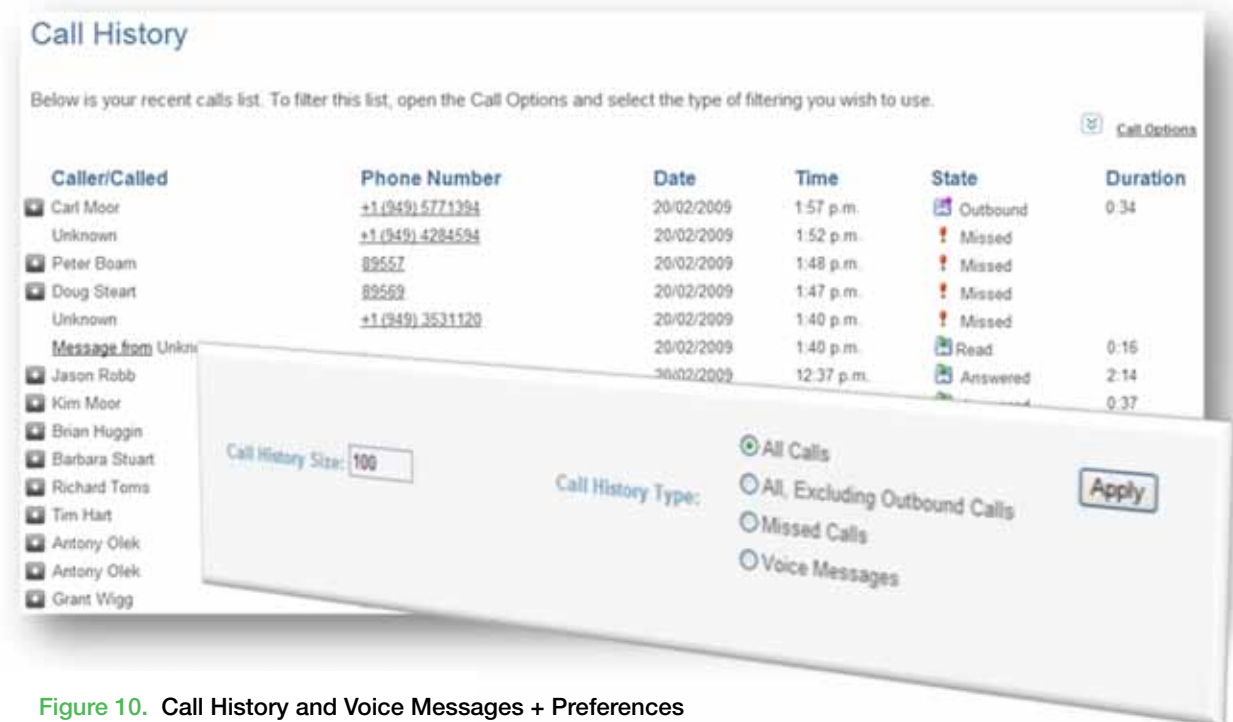 Call History
Below is your recent calls list. To filter this list, open the Call Options and select the type of filtering you wish to use.
Call Options
Caller/Called Phone Number Date Time State Duration
Carl Moor +1 (949) 5771394 20/02/2009 1:57 p.m. Outbound 0:34
Unknown +1 (949) 4284594 20/02/2009 1:52 p.m. Missed
Peter Boam 89557 20/02/2009 1:48 p.m. Missed
Doug Steart 89569 20/02/2009 1:47 p.m. Missed
Unknown +1 (949) 3531120 20/02/2009 1:40 p.m. Missed
Message from 20/02/2009 1:40 p.m. Read 0:16
Jason Robb 20/02/2009 12:37 p.m. Answered 2:14
Kim Moor 0:37
Brian Huggin
Barbara Stuart
Richard Toms
Tim Hart
Antony Olek
Antony Olek
Grant Wigg
Call History Size: 100
Call History Type:
All Calls
All, Excluding Outbound Calls
Missed Calls
Voice Messages
Apply
Figure 10. Call History and Voice Messages + Preferences